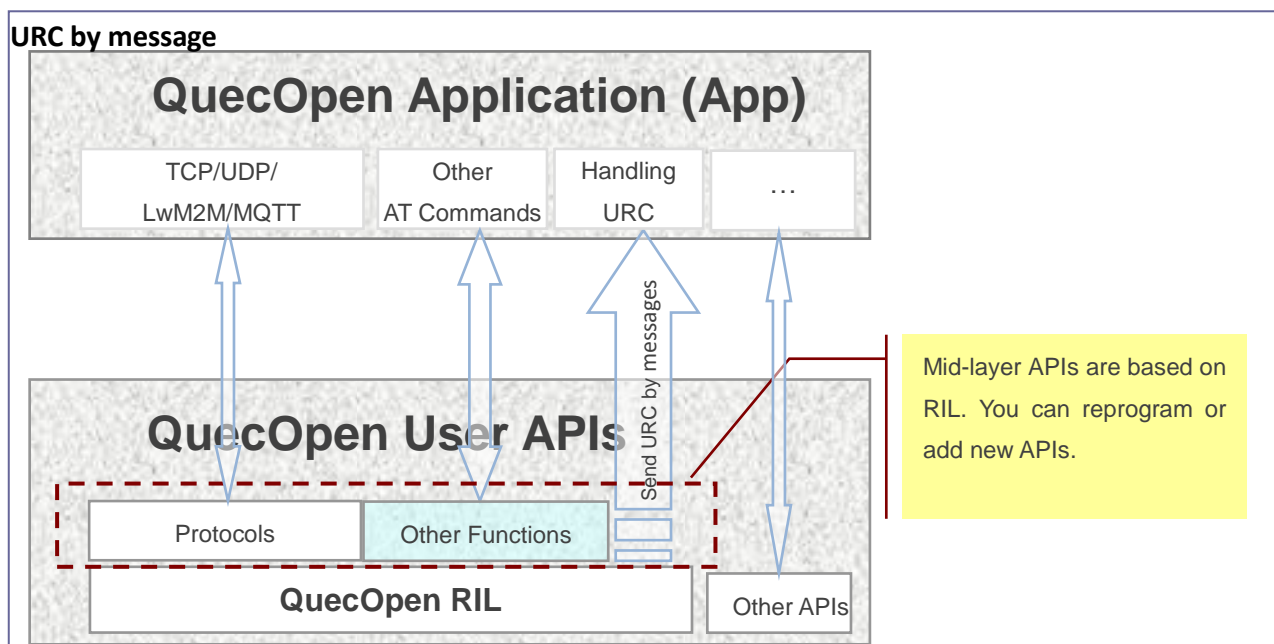 URC by message
QuecOpen Application (App)
TCP/UDP/
LwM2M/MQTT
Other
AT Commands
Handling
URC
...
Send URC by messages
Mid-layer APIs are based on
RIL. You can reprogram or
add new APIs.
QuecOpen User APIs
Protocols
Other Functions
QuecOpen RIL
Other APIs